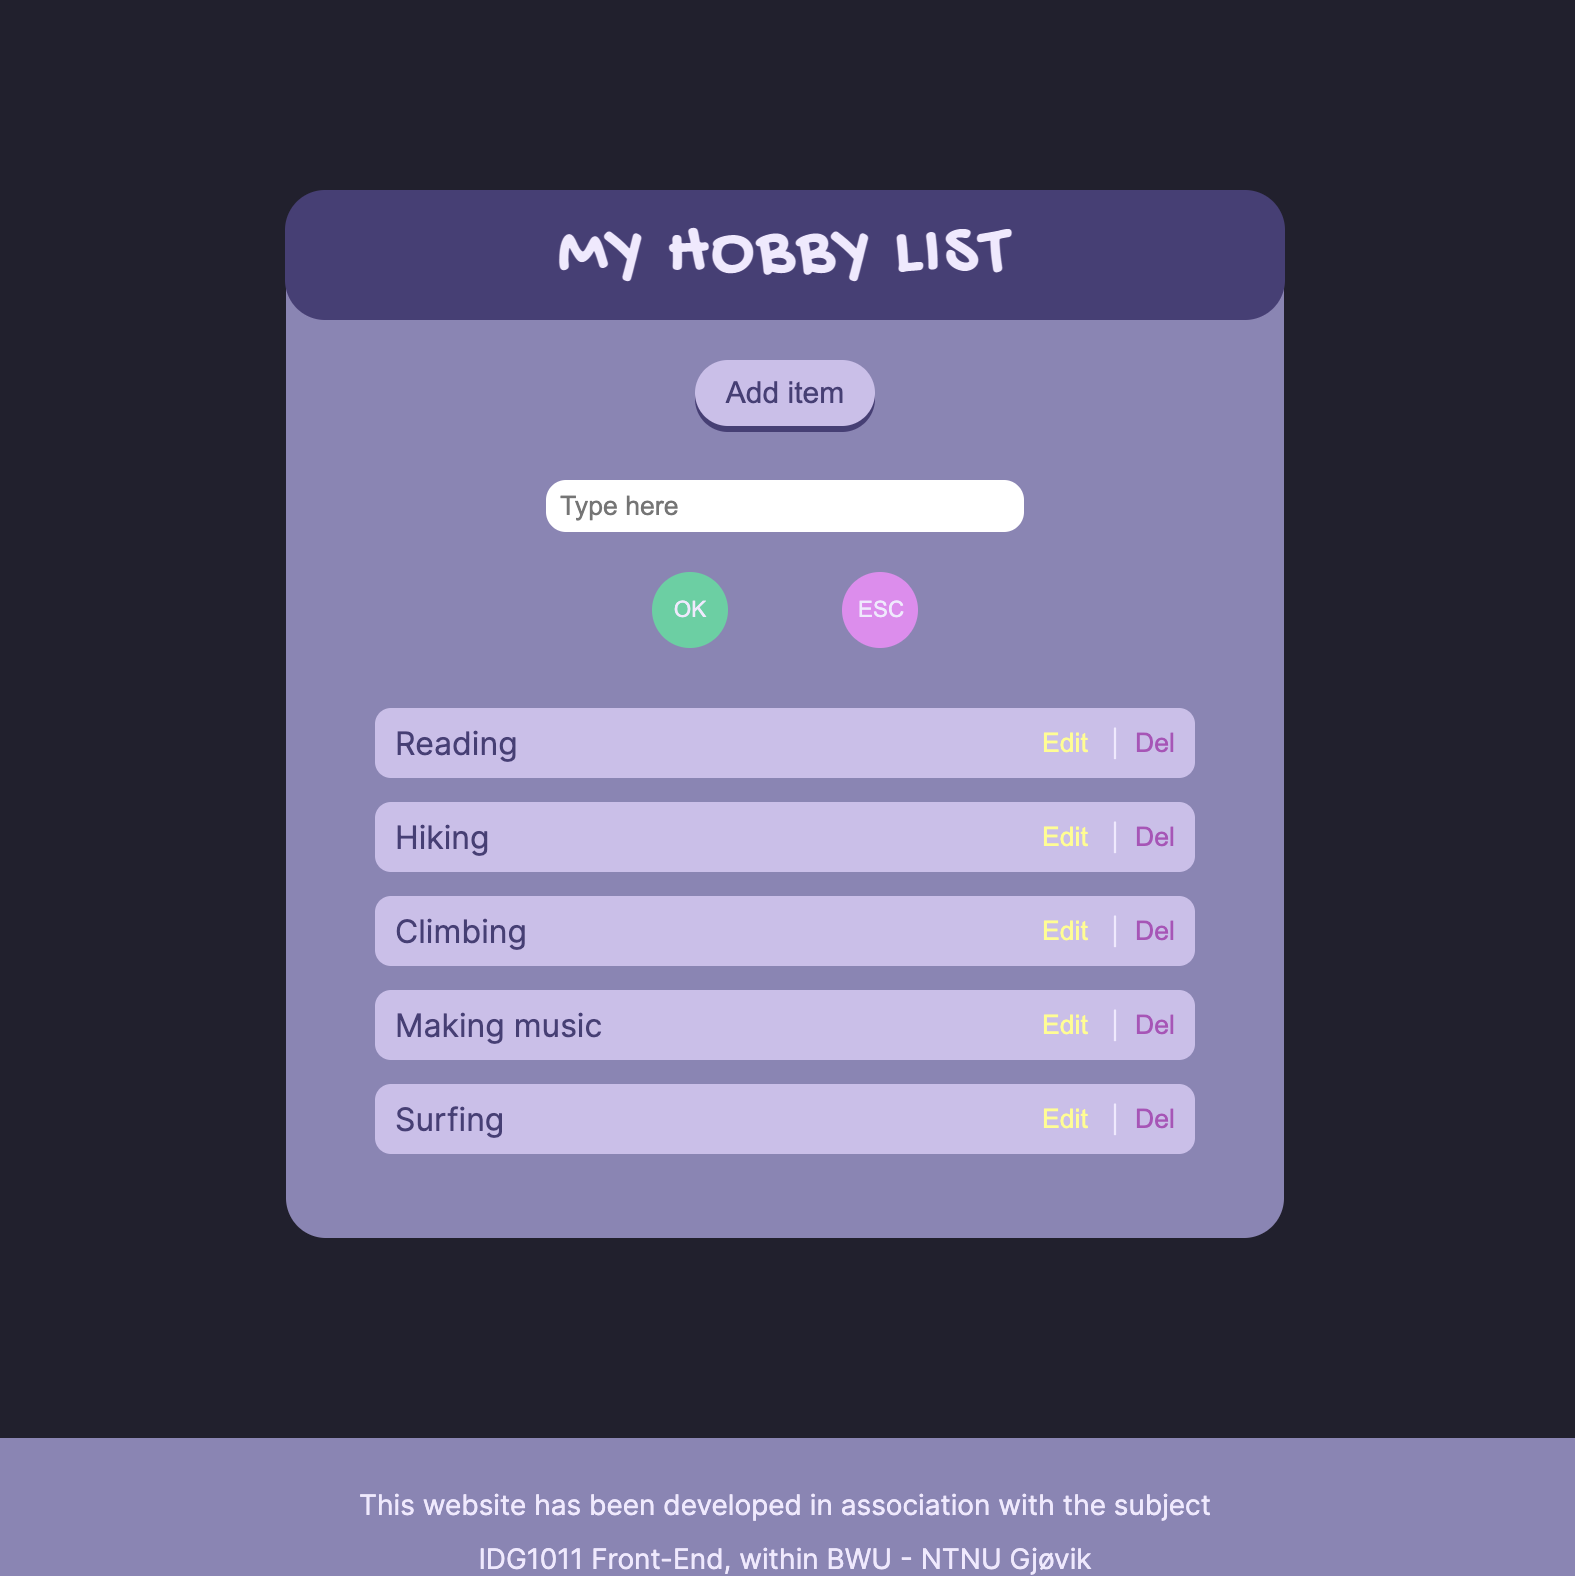 MY HOBBY LIST
Add item
Type here
OK ESC
Reading Edit | Del
Hiking Edit | Del
Climbing Edit | Del
Making music Edit | Del
Surfing Edit | Del
This website has been developed in association with the subject
IDG1011 Front-End, within BWU - NTNU Gjøvik